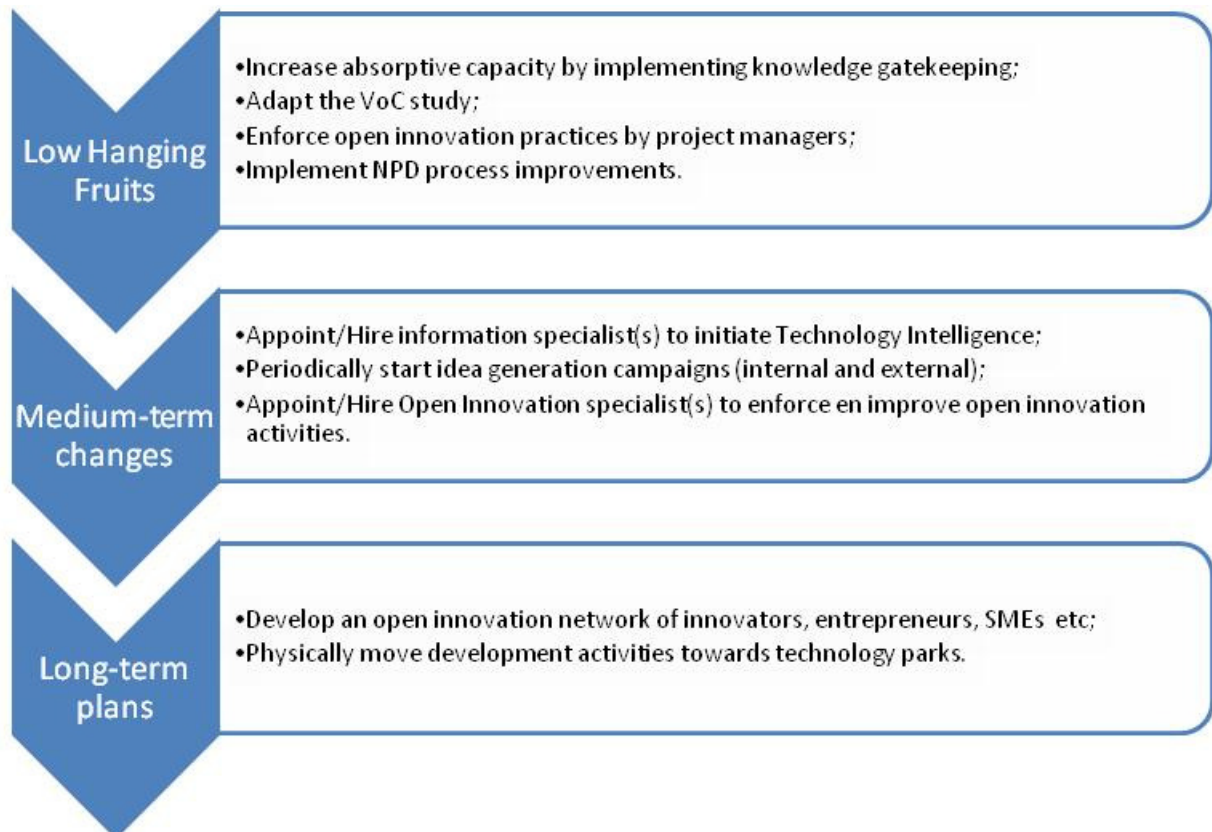 Low Hanging
Fruits
•Increase absorptive capacity by implementing knowledge gatekeeping;
•Adapt the VoC study;
•Enforce open innovation practices by project managers;
•Implement NPD process improvements.
Medium-term
changes
•Appoint/Hire information specialist(s) to initiate Technology Intelligence;
•Periodically start idea generation campaigns (internal and external);
•Appoint/Hire Open Innovation specialist(s) to enforce en improve open innovation
activities.
Long-term
plans
•Develop an open innovation network of innovators, entrepreneurs, SMEs etc;
•Physically move development activities towards technology parks.